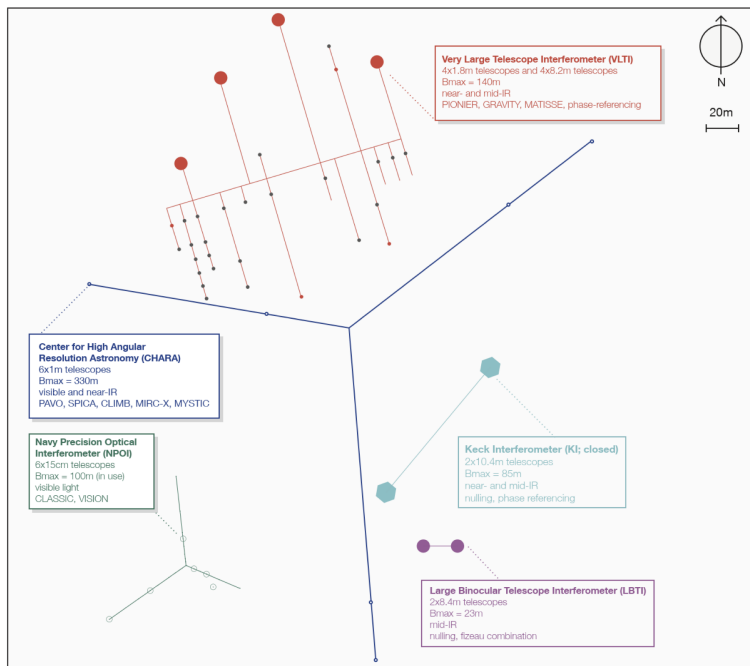 Very Large Telescope Interferometer (VLTI)
4x1.8m telescopes and 4x8.2m telescopes
Bmax = 140m
near- and mid-IR
PIONIER, GRAVITY, MATISSE, phase-referencing
N
20m
Center for High Angular
Resolution Astronomy (CHARA)
6x1m telescopes
Bmax = 330m
visible and near-IR
PAVO, SPICA, CLIMB, MIRC-X, MYSTIC
Navy Precision Optical
Interferometer (NPOI)
6x15cm telescopes
Bmax = 100m (in use)
visible light
CLASSIC, VISION
Keck Interferometer (KI; closed)
2x10.4m telescopes
Bmax = 85m
near- and mid-IR
nulling, phase referencing
Large Binocular Telescope Interferometer (LBTI)
2x8.4m telescopes
Bmax = 23m
mid-IR
nulling, fizeau combination